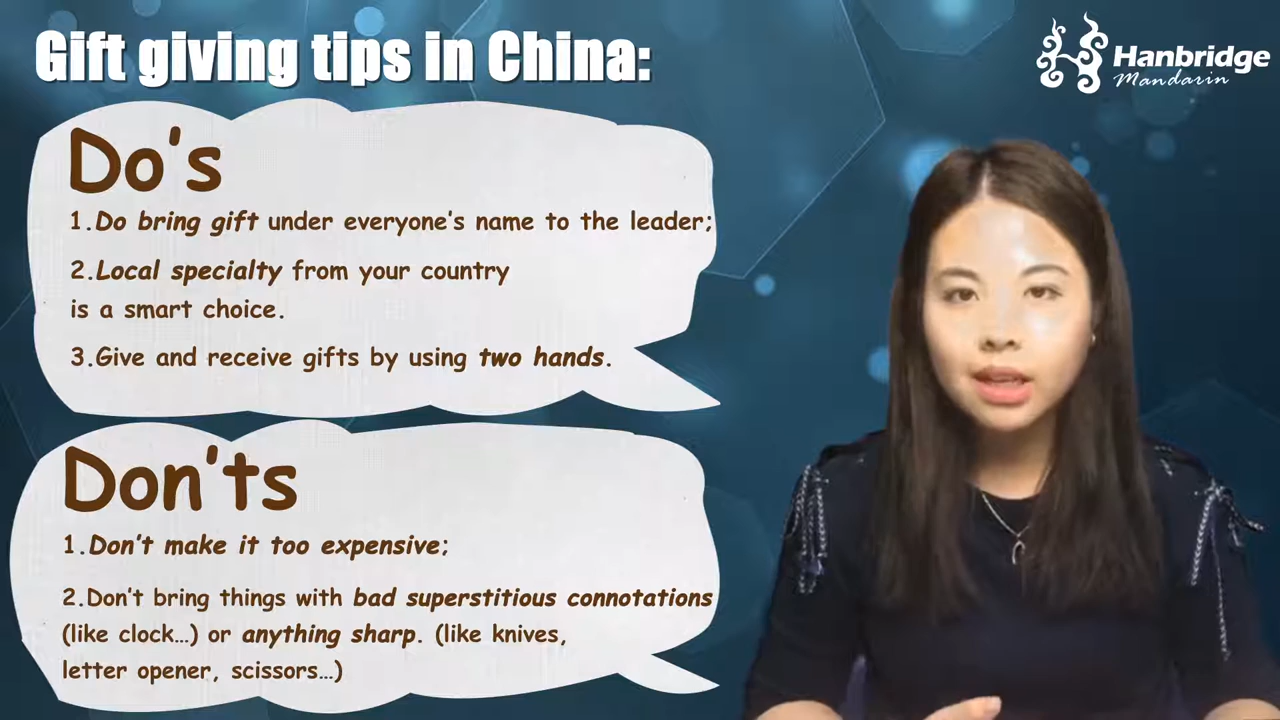 Gift giving tips in China:
Hanbridge
Mandarin
Do's
1.Do bring gift under everyone's name to the leader;
2.Local specialty from your country
is a smart choice.
3.Give and receive gifts by using two hands.
Don'ts
1.Don't make it too expensive;
2.Don't bring things with bad superstitious connotations
(like clock…) or anything sharp. (like knives,
letter opener, scissors…)